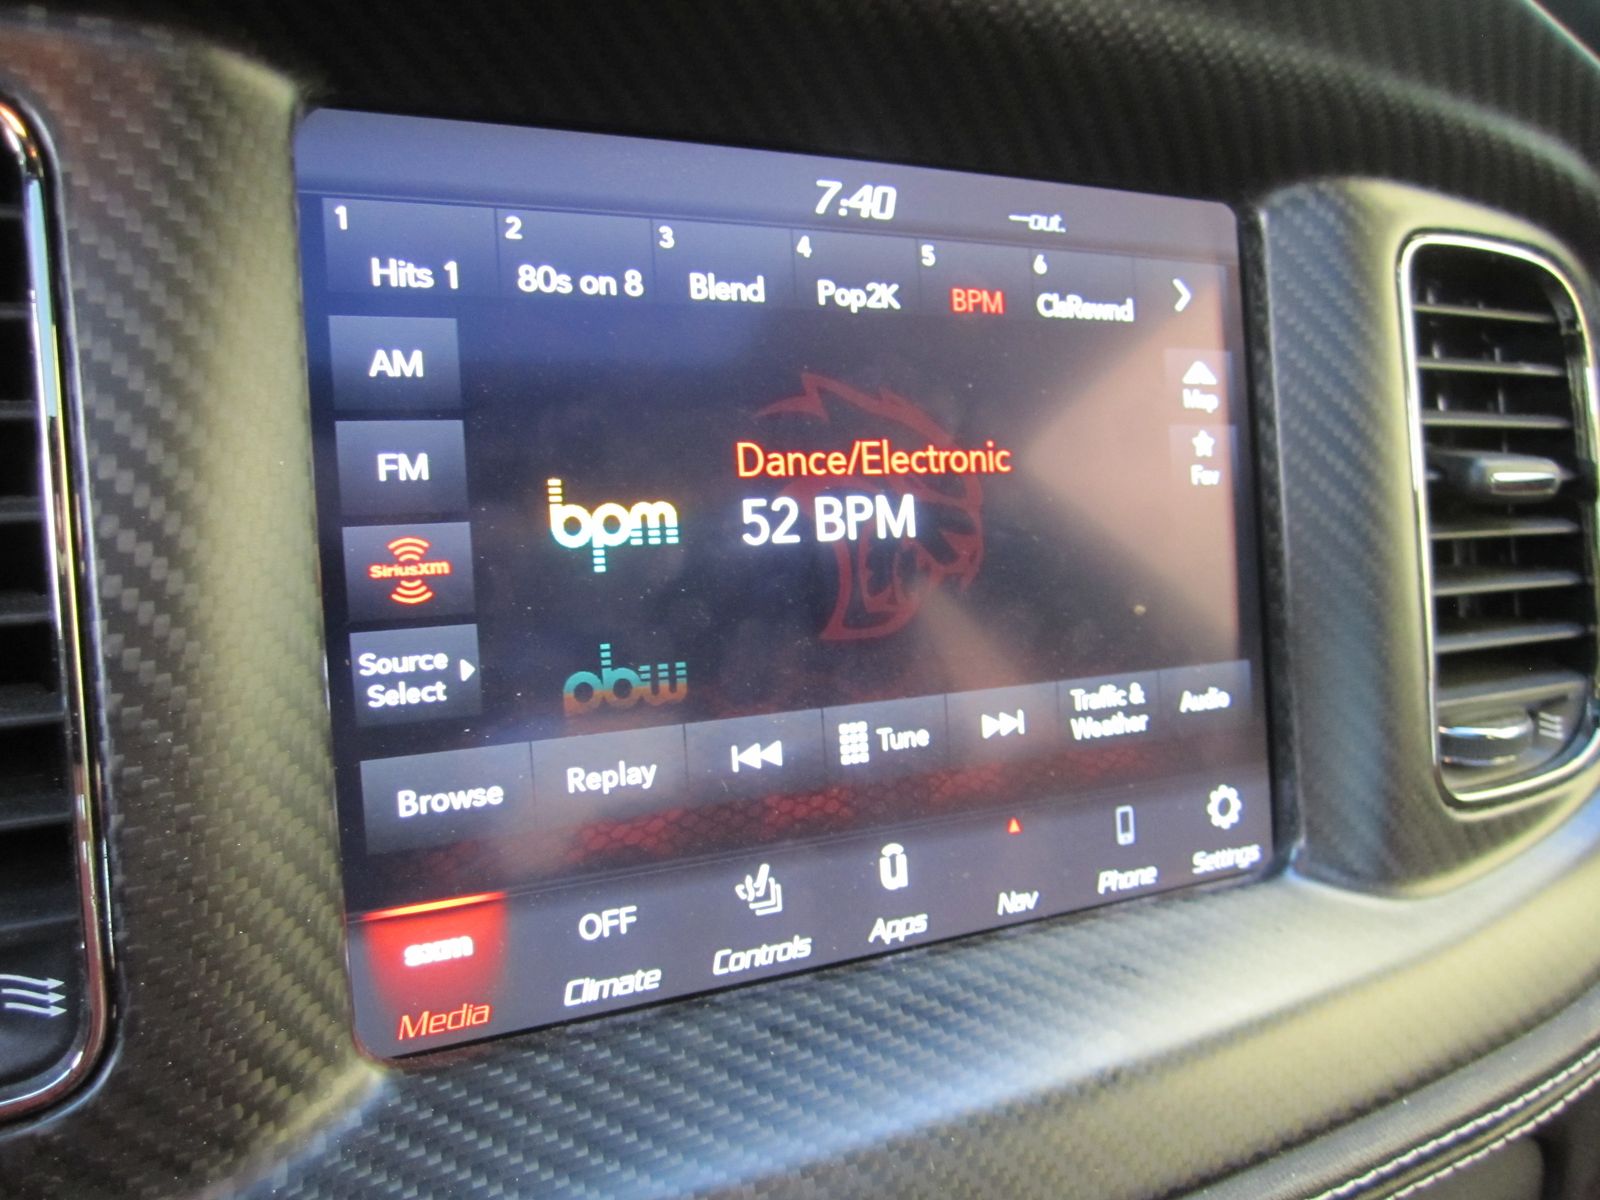 7:40
—out.
1
2
3
4
5
6
Hits 1
80s on 8
Blend
Pop2K
BPM
ClsRewnd
AM
FM
siriusxm
Source
Select
Map
Fav
bpm
Dance/Electronic
52 BPM
Browse
Replay
Tune
Traffic &
Weather
Audio
sxm
Media
OFF
Climate
Controls
u
Apps
Nav
Phone
Settings